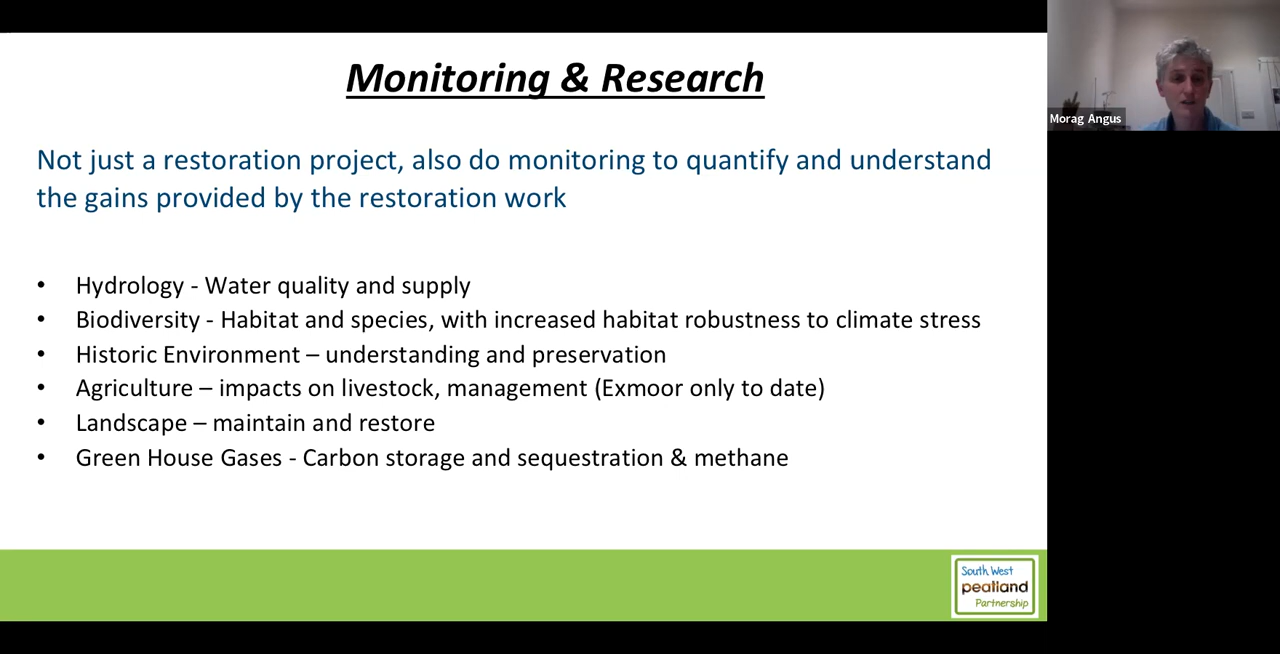 Monitoring & Research
Not just a restoration project, also do monitoring to quantify and understand
the gains provided by the restoration work
• Hydrology - Water quality and supply
• Biodiversity - Habitat and species, with increased habitat robustness to climate stress
• Historic Environment – understanding and preservation
• Agriculture – impacts on livestock, management (Exmoor only to date)
• Landscape – maintain and restore
• Green House Gases - Carbon storage and sequestration & methane
South West
peatland
Partnership
Morag Angus